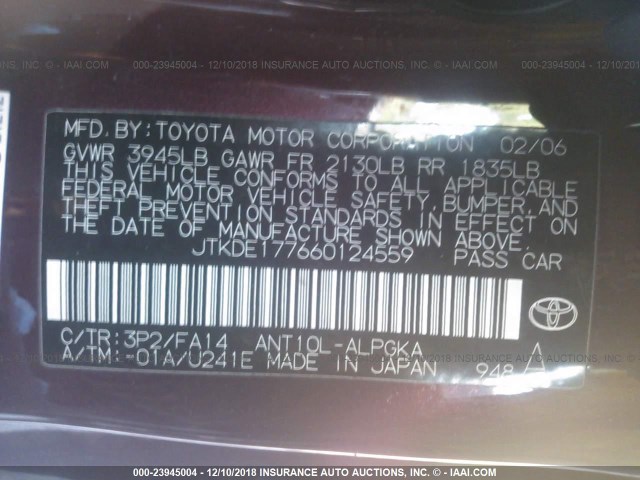 000-23945004 - 12/10/2018 - INSURANCE AUTO AUCTIONS, INC. - © - IAAI.COM
MFD. BY: TOYOTA MOTOR CORPORATION 02/06
GVWR 3945LB GAWR FR 2130LB RR 1835LB
THIS VEHICLE CONFORMS TO ALL APPLICABLE
FEDERAL MOTOR VEHICLE SAFETY, BUMPER, AND
THEFT PREVENTION STANDARDS IN EFFECT ON
THE DATE OF MANUFACTURE SHOWN ABOVE.
JTKDE177660124559 PASS CAR
C/TR: 3P2/FA14 ANT10L-ALPGKA
A/TM: -01A/U241E MADE IN JAPAN 948 A
000-23945004 - 12/10/2018 INSURANCE AUTO AUCTIONS, INC. - © - IAAI.COM